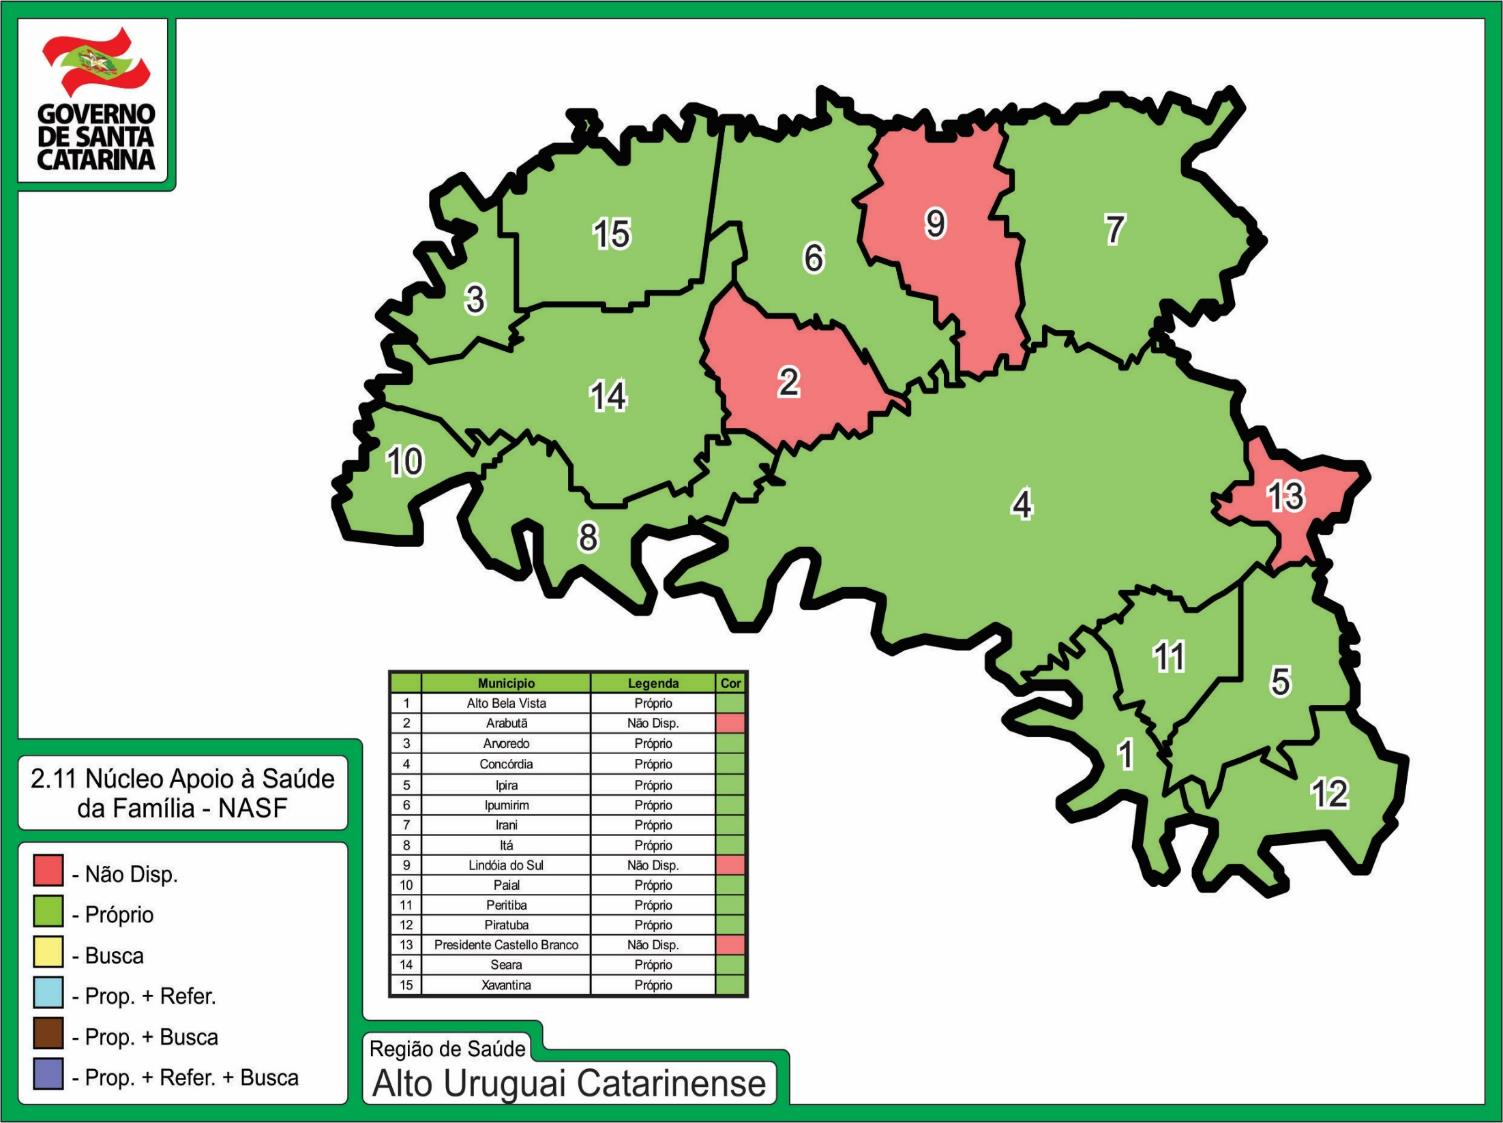 GOVERNO
DE SANTA
CATARINA
15
9
7
6
3
2
14
10
4
13
8
11
5
1
12
Município Legenda Cor
1 Alto Bela Vista Próprio
2 Arabutã Não Disp.
3 Arvoredo Próprio
4 Concórdia Próprio
5 Ipira Próprio
6 Ipumirim Próprio
7 Irani Próprio
8 Itá Próprio
9 Lindóia do Sul Não Disp.
10 Paial Próprio
11 Peritiba Próprio
12 Piratuba Próprio
13 Presidente Castello Branco Não Disp.
14 Seara Próprio
15 Xavantina Próprio
2.11 Núcleo Apoio à Saúde
da Família - NASF
- Não Disp.
- Próprio
- Busca
- Prop. + Refer.
- Prop. + Busca
- Prop. + Refer. + Busca
Região de Saúde
Alto Uruguai Catarinense